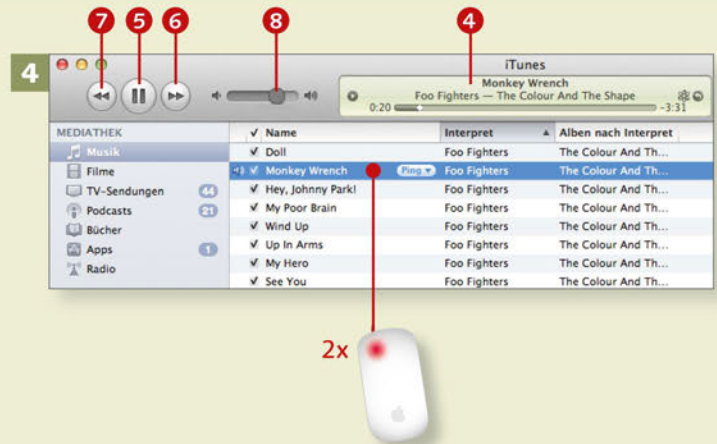 7 5 6 8 4
4
iTunes
Monkey Wrench
Foo Fighters — The Colour And The Shape
0:20 -3:31
MEDIATHEK Name Interpret Alben nach Interpret
Musik Doll Foo Fighters The Colour And Th...
Filme Monkey Wrench Ping Foo Fighters The Colour And Th...
TV-Sendungen 44 Hey, Johnny Park! Foo Fighters The Colour And Th...
Podcasts 21 My Poor Brain Foo Fighters The Colour And Th...
Bücher Wind Up Foo Fighters The Colour And Th...
Apps 1 Up In Arms Foo Fighters The Colour And Th...
Radio My Hero Foo Fighters The Colour And Th...
See You Foo Fighters The Colour And Th...
2x